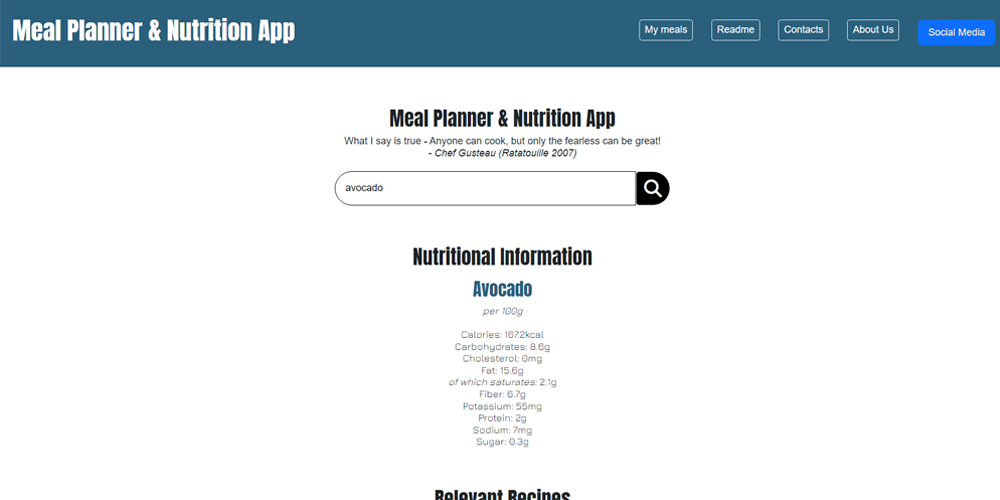 Meal Planner & Nutrition App
My meals
Readme
Contacts
About Us
Social Media
Meal Planner & Nutrition App
What I say is true - Anyone can cook, but only the fearless can be great!
- Chef Gusteau (Ratatouille 2007)
avocado
Nutritional Information
Avocado
per 100g
Calories: 167.2kcal
Carbohydrates: 8.6g
Cholesterol: 0mg
Fat: 15.6g
of which saturates: 2.1g
Fiber: 6.7g
Potassium: 55mg
Protein: 2g
Sodium: 7mg
Sugar: 0.3g
Relevant Recipes